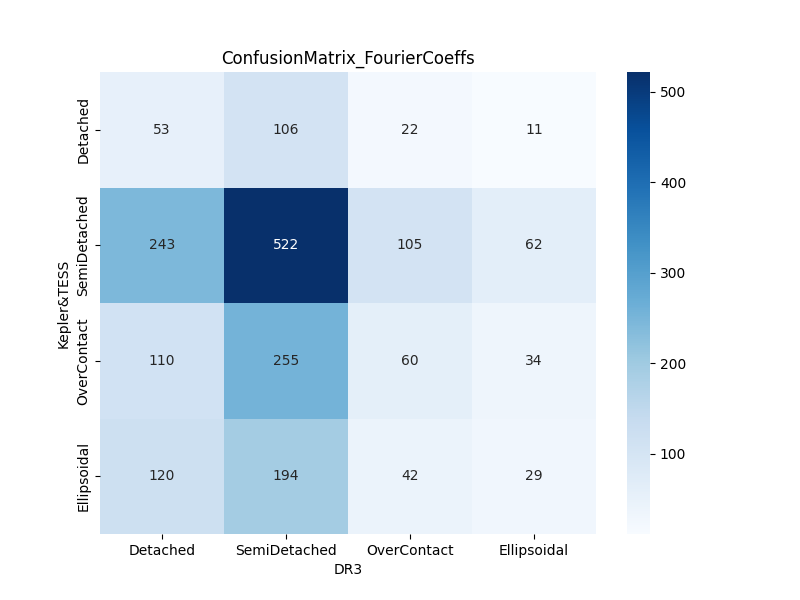 ConfusionMatrix_FourierCoeffs
Kepler&TESS
Detached
53 106 22 11
SemiDetached
243 522 105 62
OverContact
110 255 60 34
Ellipsoidal
120 194 42 29
Detached SemiDetached OverContact Ellipsoidal
DR3
500
400
300
200
100